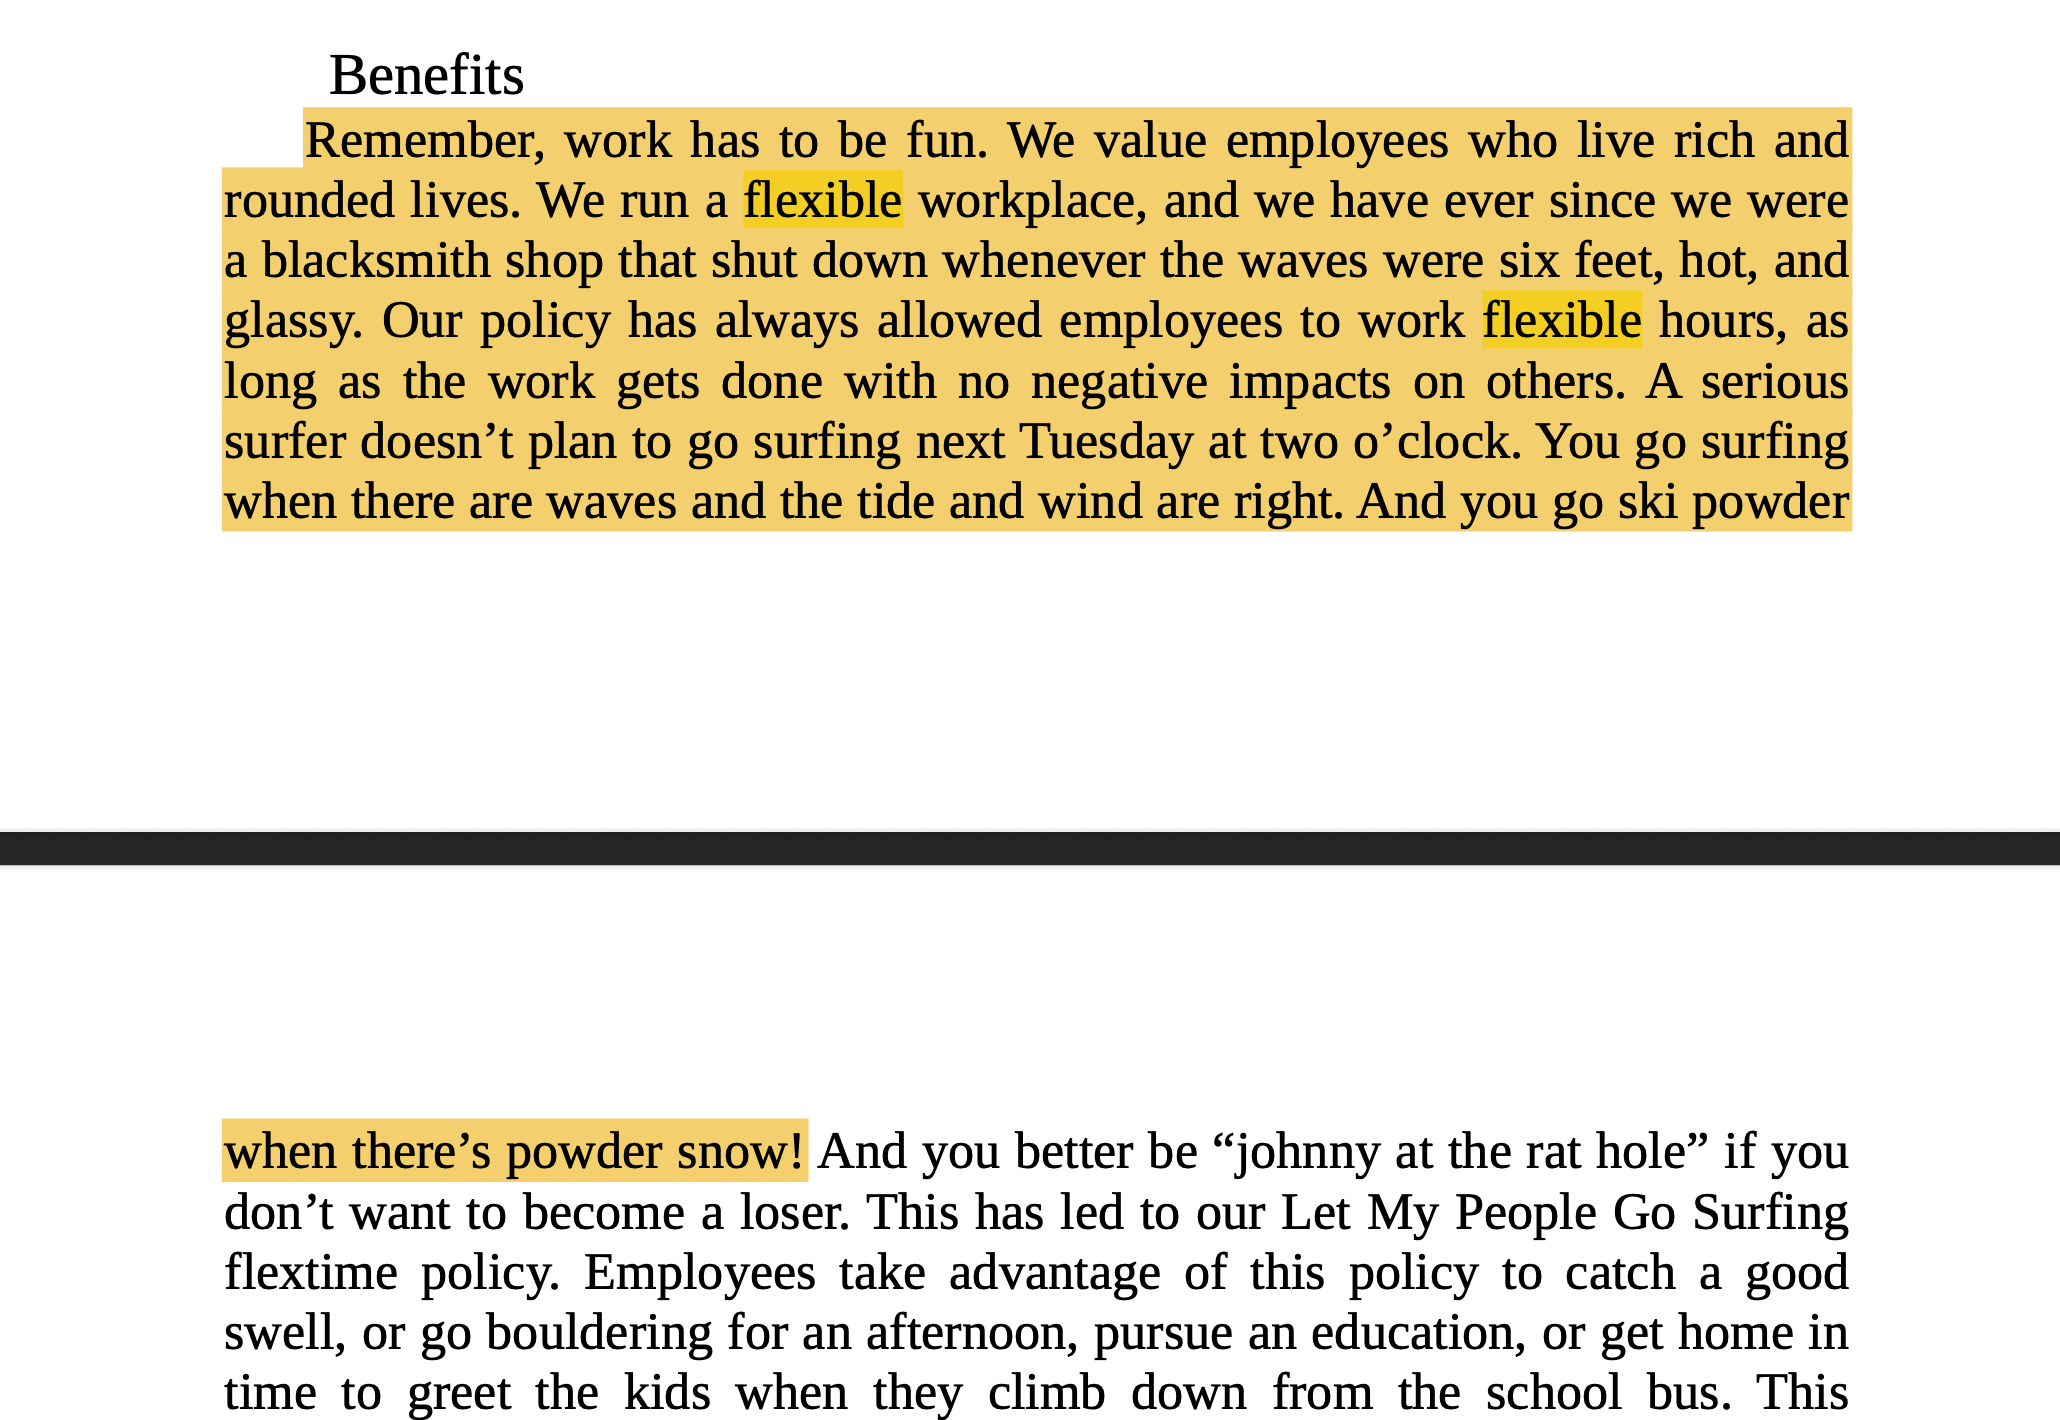 Benefits
Remember, work has to be fun. We value employees who live rich and
rounded lives. We run a flexible workplace, and we have ever since we were
a blacksmith shop that shut down whenever the waves were six feet, hot, and
glassy. Our policy has always allowed employees to work flexible hours, as
long as the work gets done with no negative impacts on others. A serious
surfer doesn’t plan to go surfing next Tuesday at two o’clock. You go surfing
when there are waves and the tide and wind are right. And you go ski powder
when there’s powder snow! And you better be “johnny at the rat hole” if you
don’t want to become a loser. This has led to our Let My People Go Surfing
flextime policy. Employees take advantage of this policy to catch a good
swell, or go bouldering for an afternoon, pursue an education, or get home in
time to greet the kids when they climb down from the school bus. This